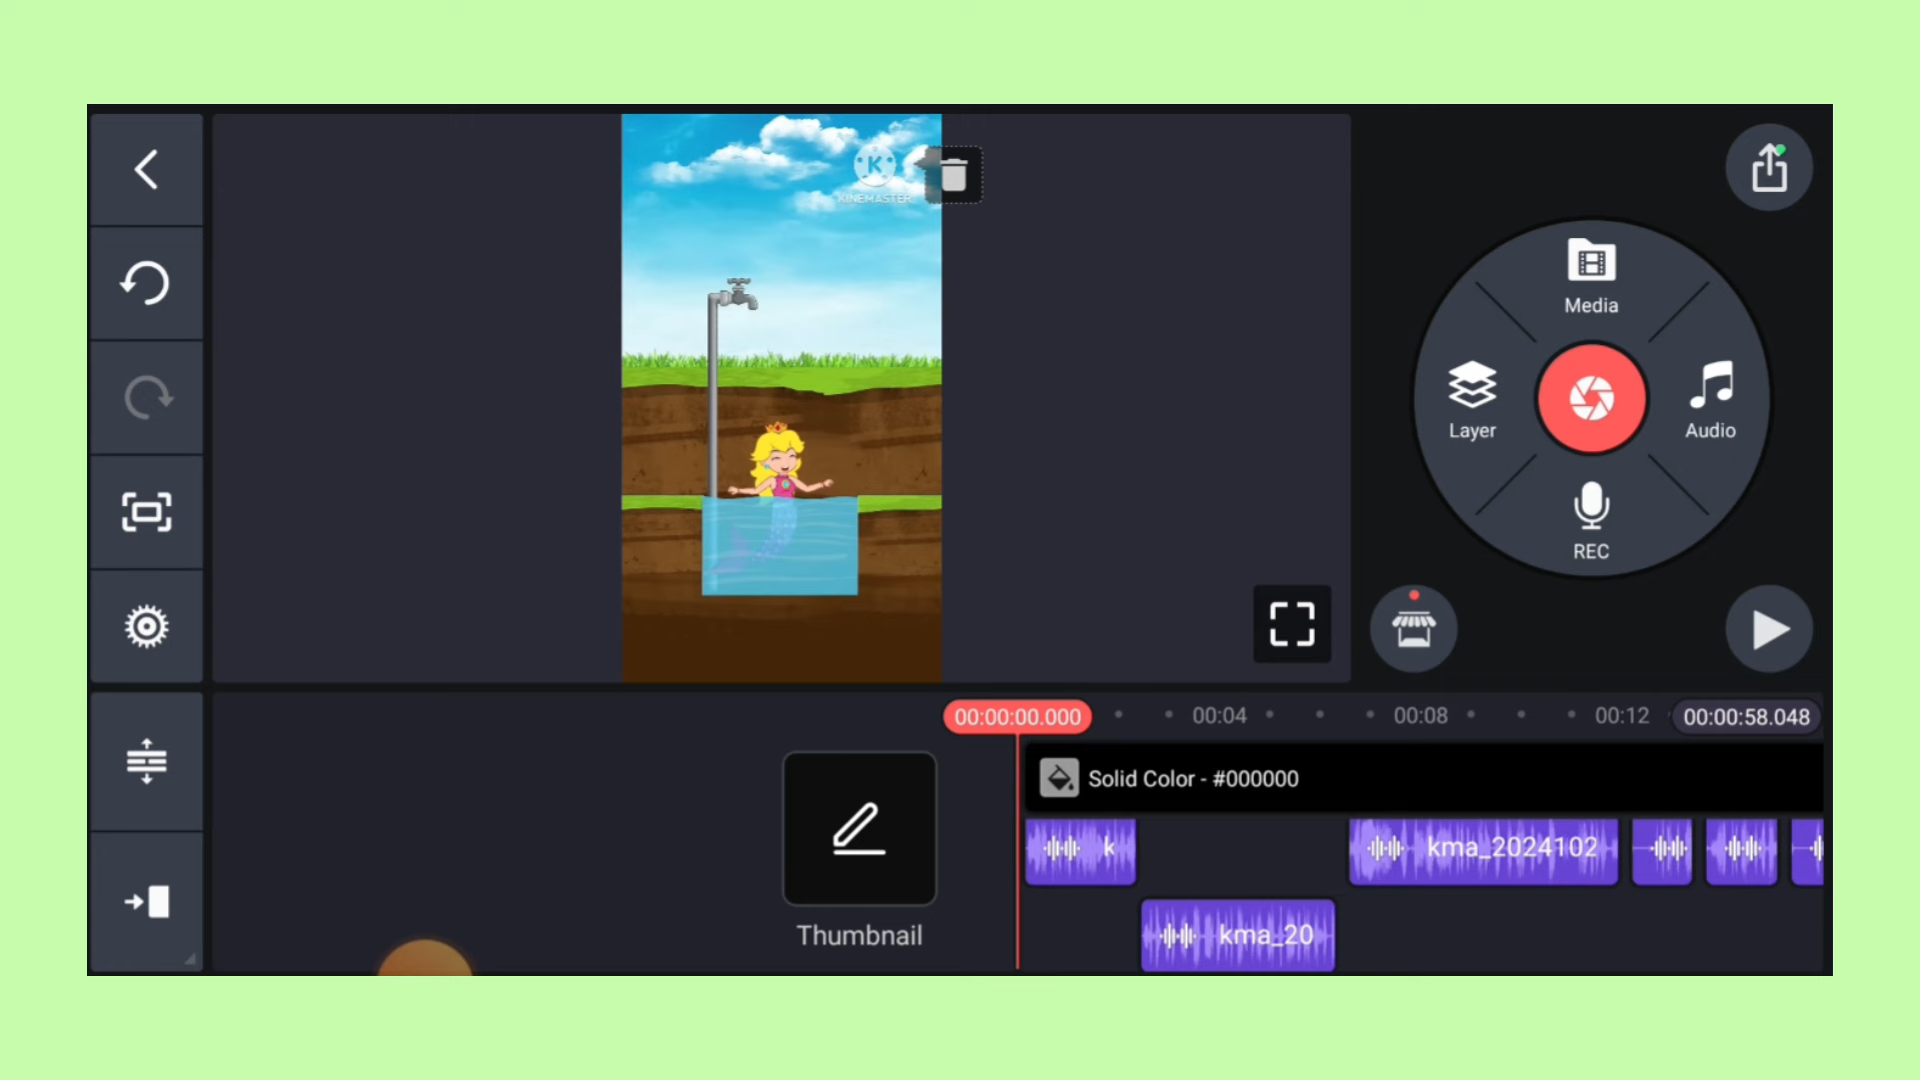 K
KINEMASTER
Media
Layer
Audio
REC
00:00:00.000
00:04
00:08
00:12
00:00:58.048
Solid Color - #000000
k
kma_2024102
kma_20
Thumbnail